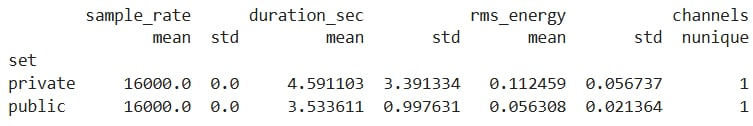 sample_rate duration_sec rms_energy channels
mean std mean std mean std nunique
set
private 16000.0 0.0 4.591103 3.391334 0.112459 0.056737 1
public 16000.0 0.0 3.533611 0.997631 0.056308 0.021364 1